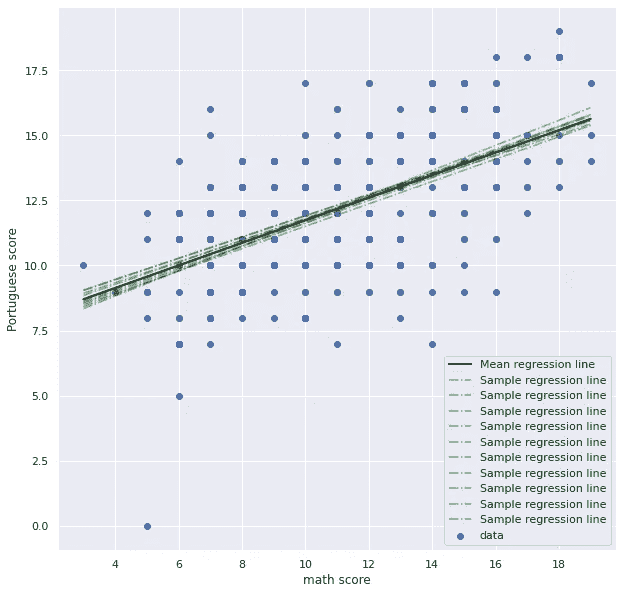 17.5
15.0
12.5
10.0
7.5
5.0
2.5
0.0
Portuguese score
Mean regression line
Sample regression line
Sample regression line
Sample regression line
Sample regression line
Sample regression line
Sample regression line
Sample regression line
Sample regression line
Sample regression line
Sample regression line
data
4 6 8 10 12 14 16 18
math score